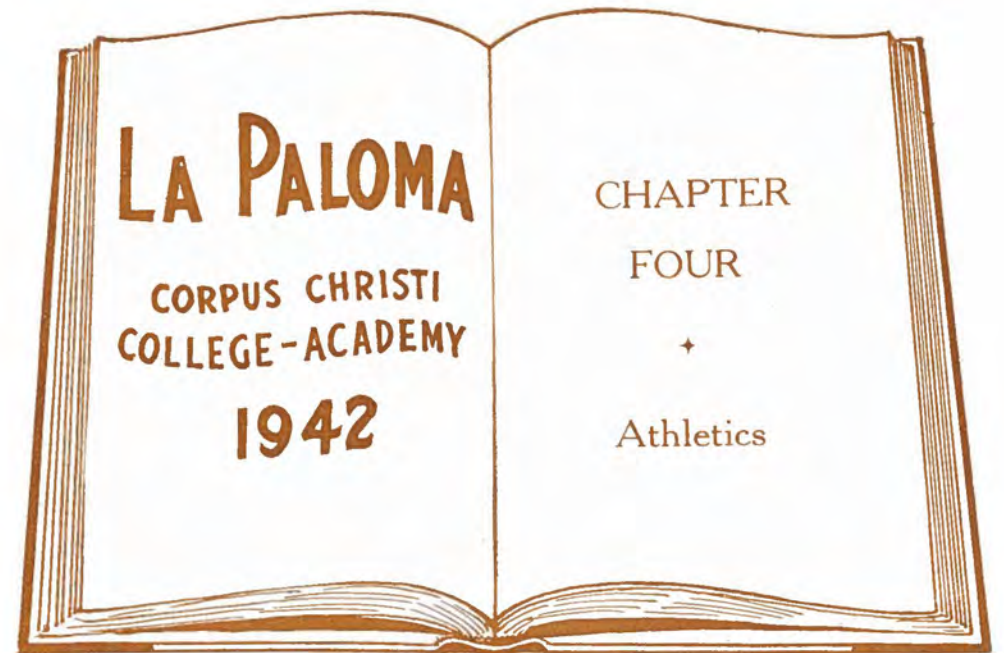 LA PALOMA
CORPUS CHRISTI
COLLEGE-ACADEMY
1942
CHAPTER
FOUR
Athletics